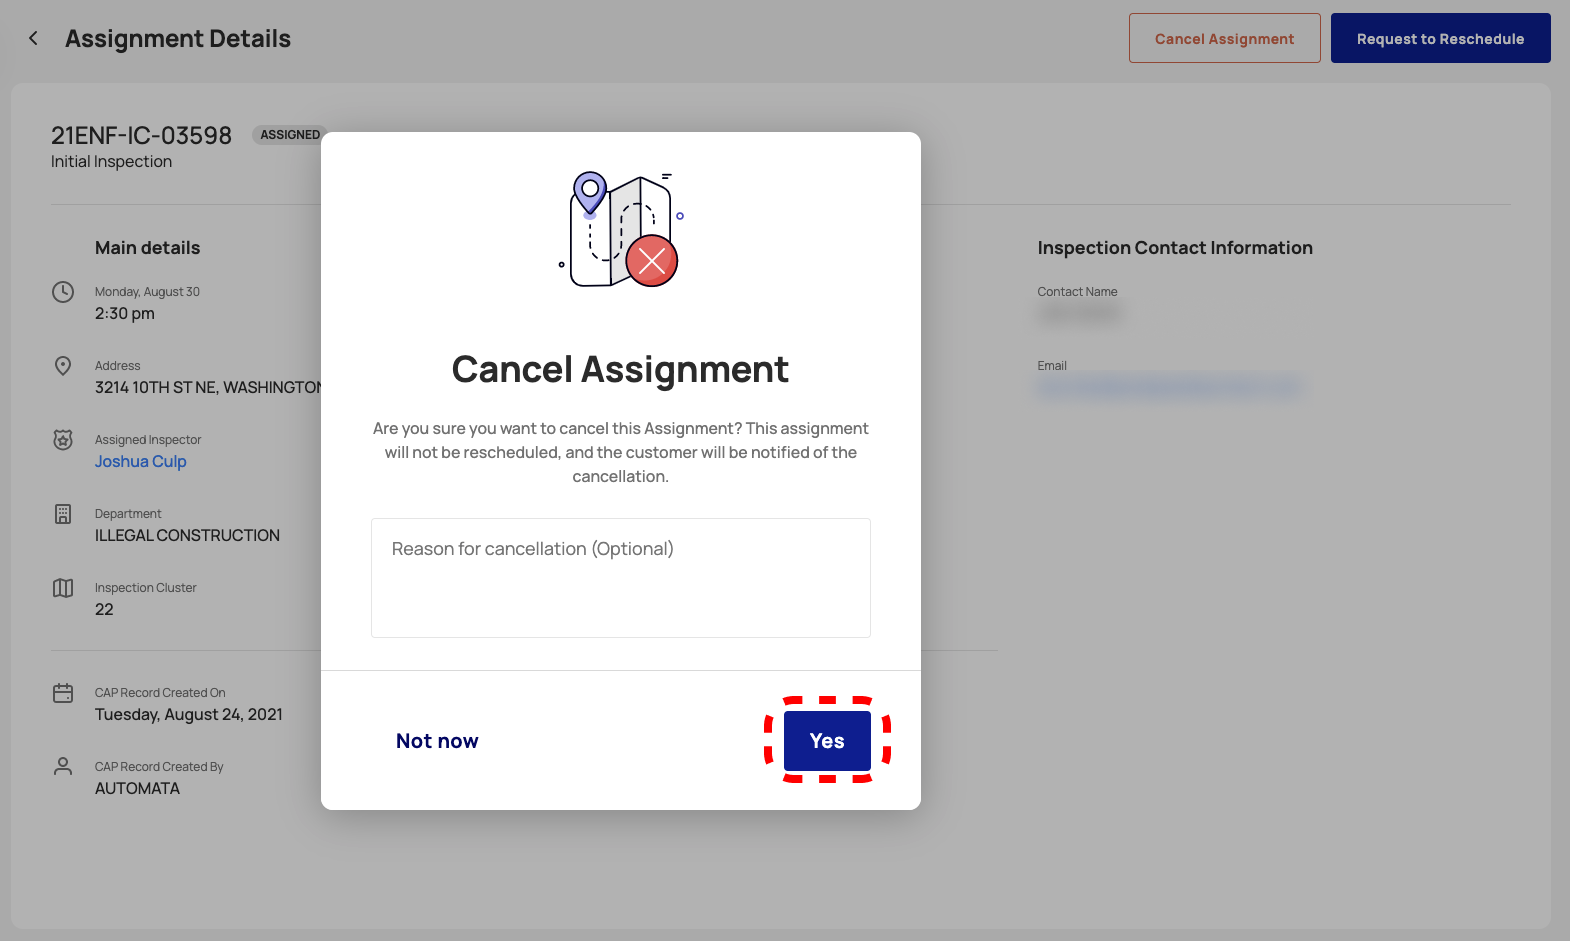 Assignment Details
Cancel Assignment
Request to Reschedule
21ENF-IC-03598
ASSIGNED
Initial Inspection
Main details
Monday, August 30
2:30 pm
Address
3214 10TH ST NE, WASHINGTON
Assigned Inspector
Joshua Culp
Department
ILLEGAL CONSTRUCTION
Inspection Cluster
22
CAP Record Created On
Tuesday, August 24, 2021
CAP Record Created By
AUTOMATA
Cancel Assignment
Are you sure you want to cancel this Assignment? This assignment
will not be rescheduled, and the customer will be notified of the
cancellation.
Reason for cancellation (Optional)
Not now
Yes
Inspection Contact Information
Contact Name
Email